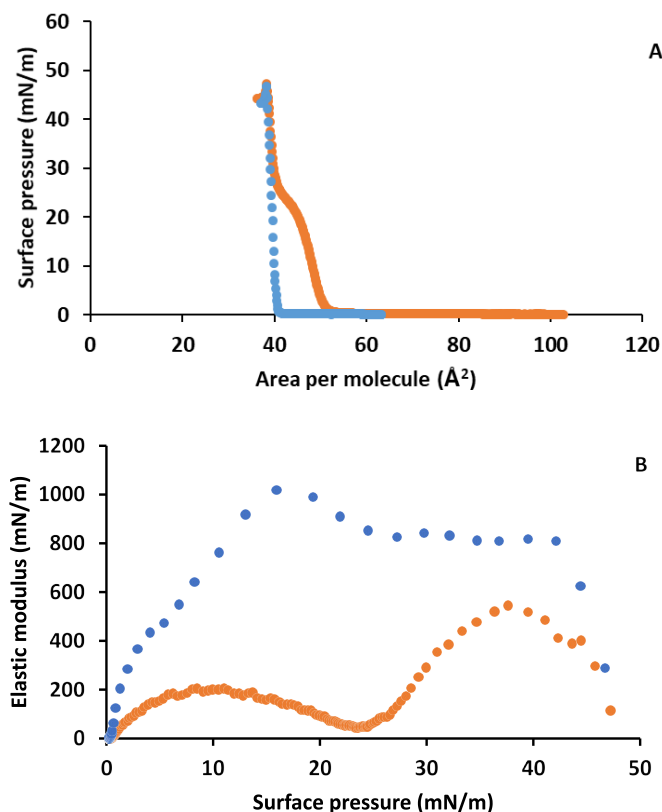 A
Surface pressure (mN/m)
60
50
40
30
20
10
0
0 20 40 60 80 100 120
Area per molecule (Å²)
B
Elastic modulus (mN/m)
1200
1000
800
600
400
200
0
0 10 20 30 40 50
Surface pressure (mN/m)